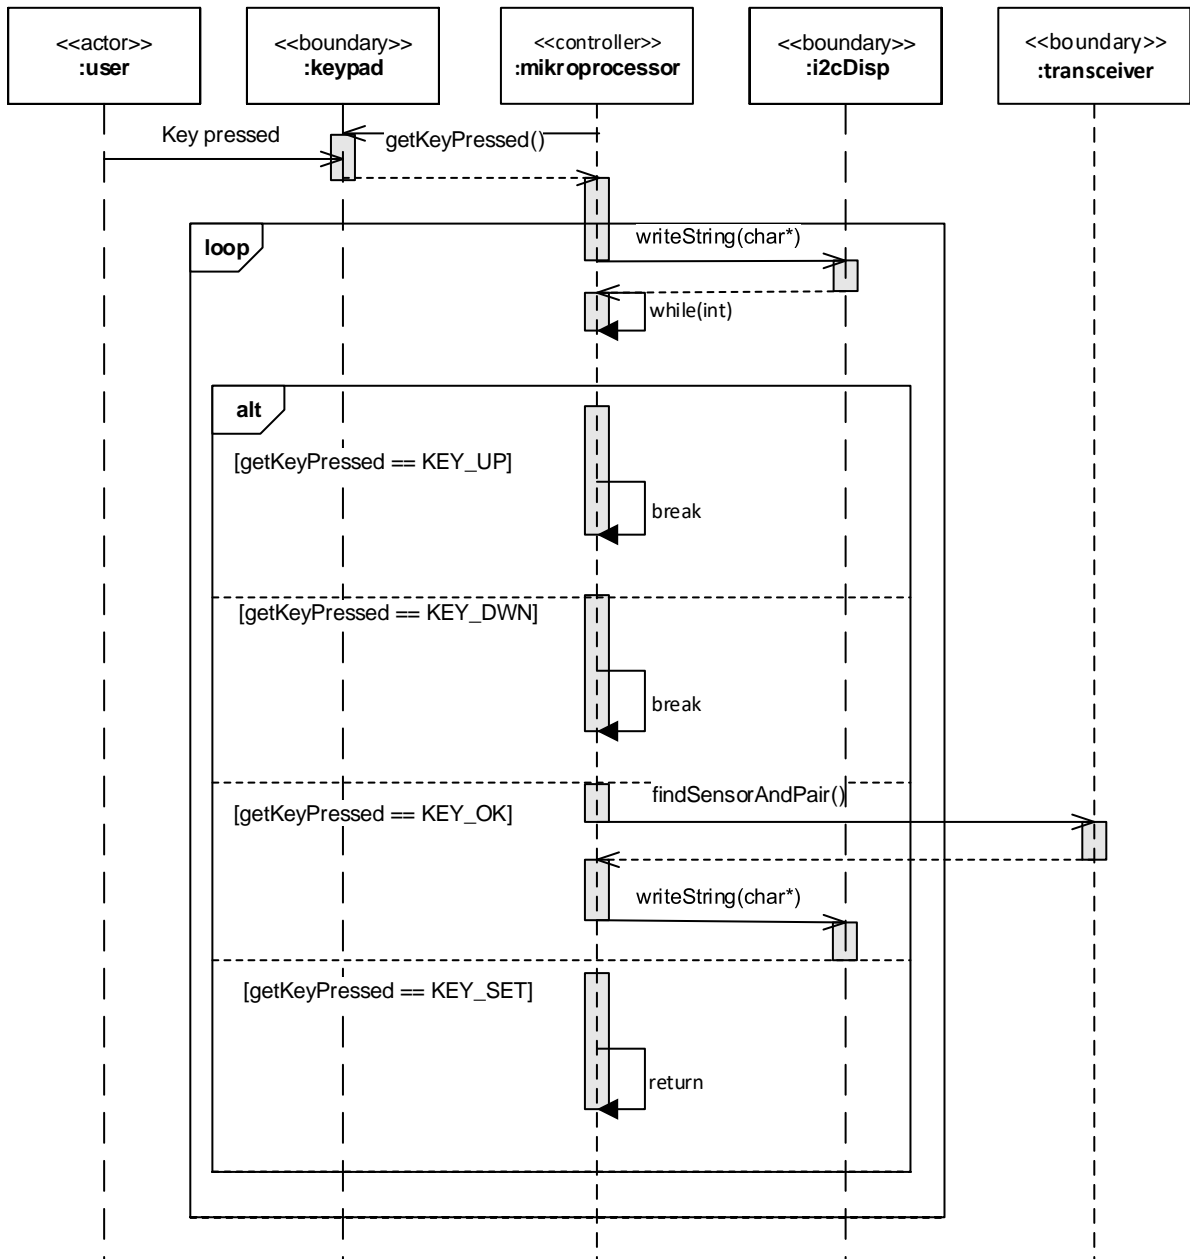 <<actor>>
:user
<<boundary>>
:keypad
<<controller>>
:mikroprocessor
<<boundary>>
:i2cDisp
<<boundary>>
:transceiver
Key pressed
getKeyPressed()
loop
writeString(char*)
while(int)
alt
[getKeyPressed == KEY_UP]
break
[getKeyPressed == KEY_DWN]
break
findSensorAndPair()
[getKeyPressed == KEY_OK]
writeString(char*)
[getKeyPressed == KEY_SET]
return